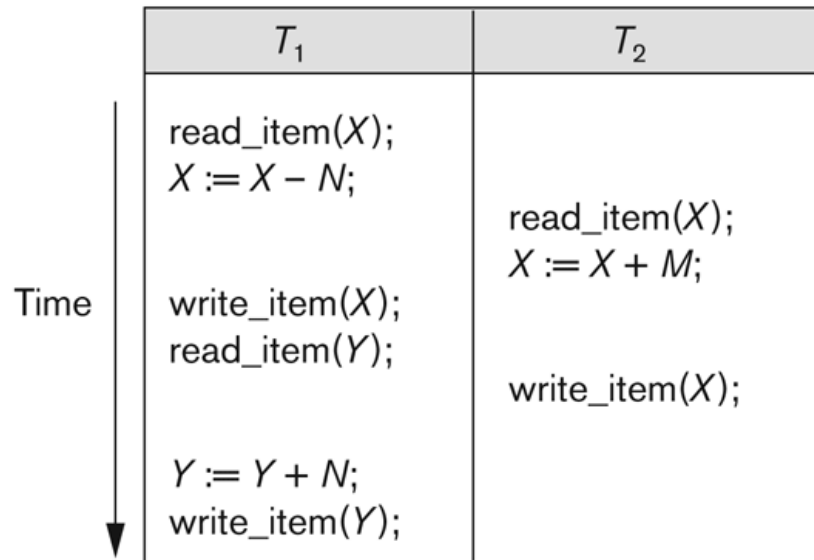 T₁ T₂
read_item(X);
X := X – N;
read_item(X);
X := X + M;
Time
write_item(X);
read_item(Y);
write_item(X);
Y := Y + N;
write_item(Y);